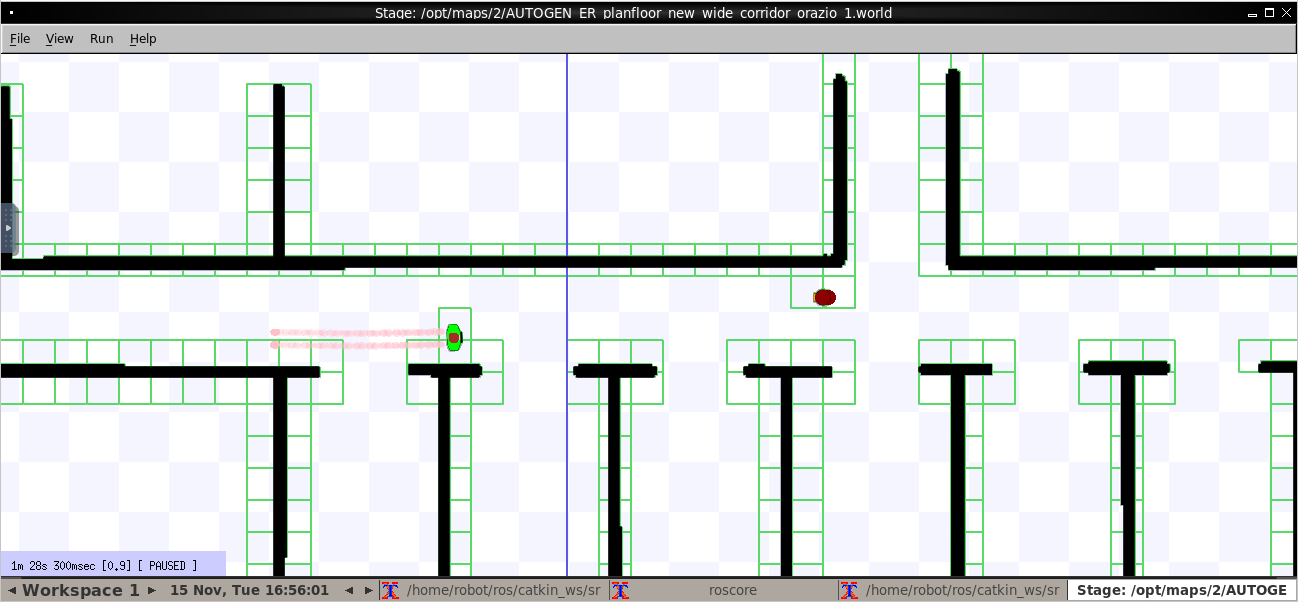 Stage: /opt/maps/2/AUTOGEN_ER_planfloor_new_wide_corridor_orazio_1.world
File View Run Help
1m 28s 300msec [0.9] [ PAUSED ]
Workspace 1 15 Nov, Tue 16:56:01 /home/robot/ros/catkin_ws/sr roscore /home/robot/ros/catkin_ws/sr Stage: /opt/maps/2/AUTOGE